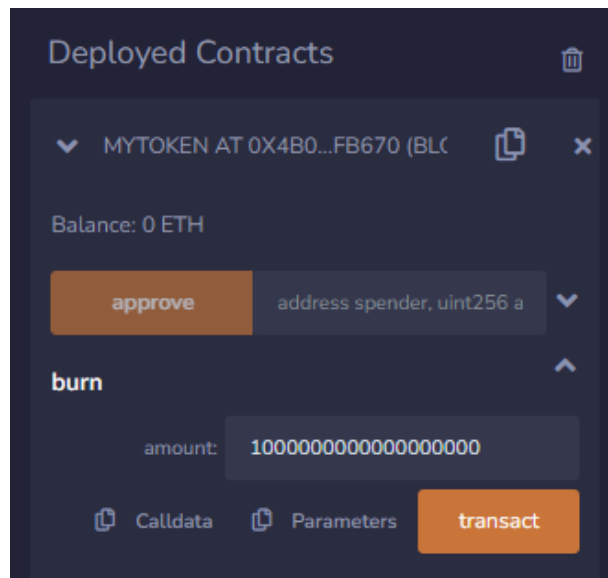 Deployed Contracts
MYTOKEN AT 0X4B0...FB670 (BLC
Balance: 0 ETH
approve address spender, uint256 a
burn
amount: 1000000000000000000
Calldata Parameters transact